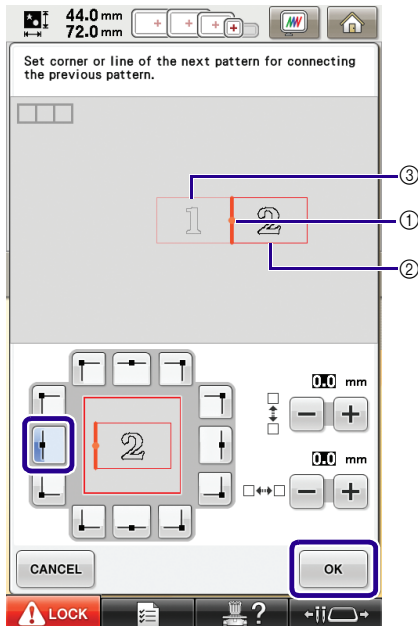 44.0 mm
72.0 mm
Set corner or line of the next pattern for connecting
the previous pattern.
③
1 2
①
②
0.0 mm
2
0.0 mm
CANCEL
OK
LOCK
?